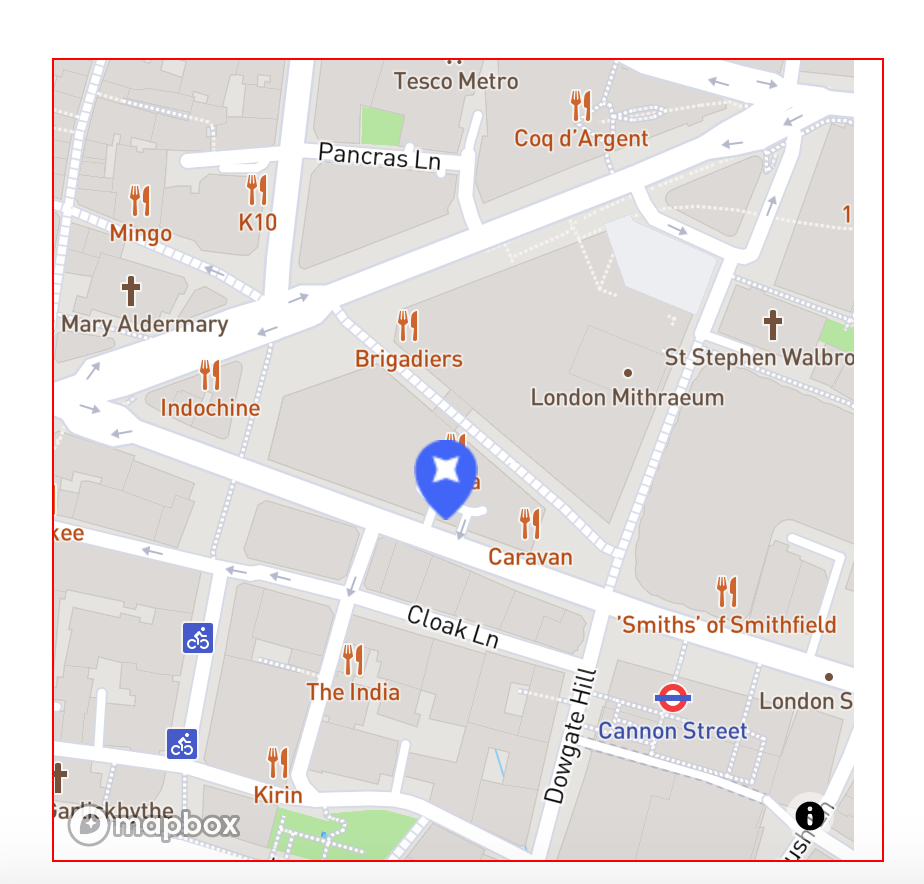 Tesco Metro
Coq d'Argent
Pancras Ln
K10
1
Mingo
Mary Aldermary
Brigadiers
St Stephen Walbro
London Mithraeum
Indochine
a
kee
Caravan
Cloak Ln
'Smiths' of Smithfield
The India
Dowgate Hill
London S
Cannon Street
Kirin
Garlickhythe
mapbox
i